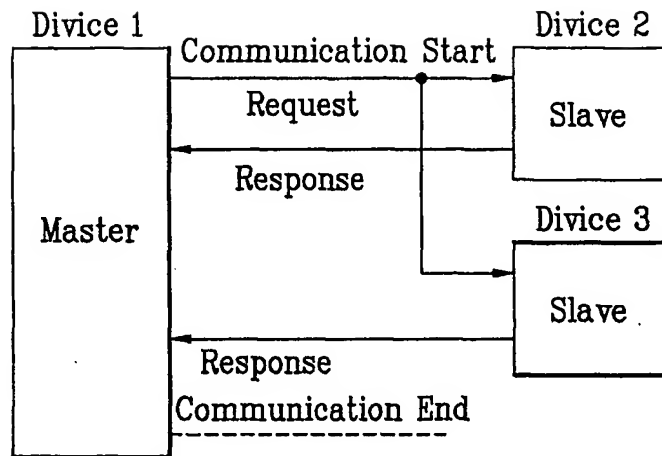 Divice 1
Communication Start
Divice 2
Request
Slave
Response
Master
Divice 3
Slave
Response
Communication End